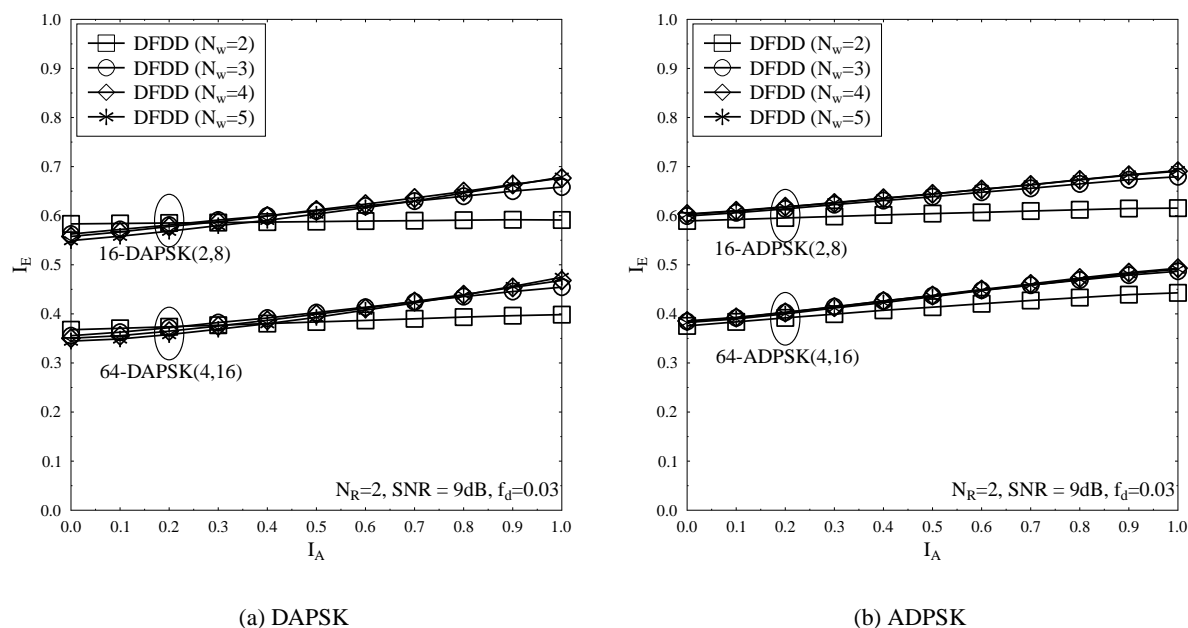 DFDD (N_w=2)
DFDD (N_w=3)
DFDD (N_w=4)
DFDD (N_w=5)
1.0
0.9
0.8
0.7
0.6
0.5
0.4
0.3
0.2
0.1
0.0
I_E
16-DAPSK(2,8)
64-DAPSK(4,16)
N_R=2, SNR = 9dB, f_d=0.03
0.0 0.1 0.2 0.3 0.4 0.5 0.6 0.7 0.8 0.9 1.0
I_A
(a) DAPSK
DFDD (N_w=2)
DFDD (N_w=3)
DFDD (N_w=4)
DFDD (N_w=5)
1.0
0.9
0.8
0.7
0.6
0.5
0.4
0.3
0.2
0.1
0.0
I_E
16-ADPSK(2,8)
64-ADPSK(4,16)
N_R=2, SNR = 9dB, f_d=0.03
0.0 0.1 0.2 0.3 0.4 0.5 0.6 0.7 0.8 0.9 1.0
I_A
(b) ADPSK